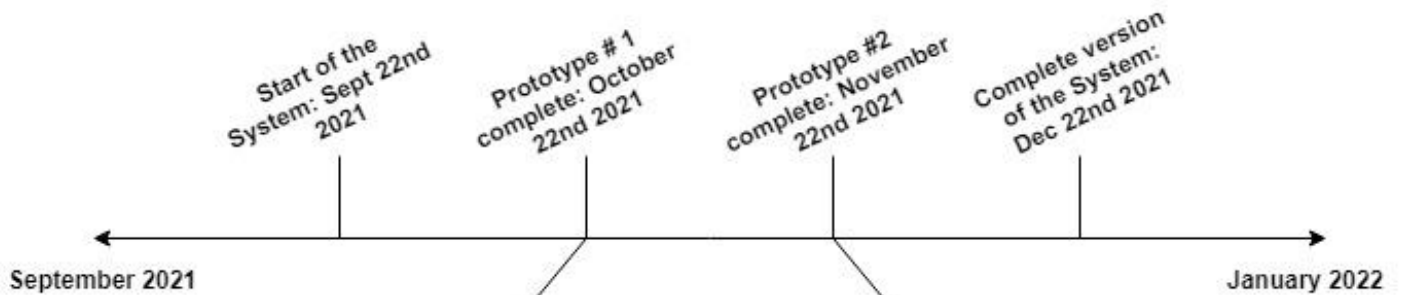 Start of the
System: Sept 22nd
2021
Prototype # 1
complete: October
22nd 2021
Prototype #2
complete: November
22nd 2021
Complete version
of the System:
Dec 22nd 2021
September 2021
January 2022